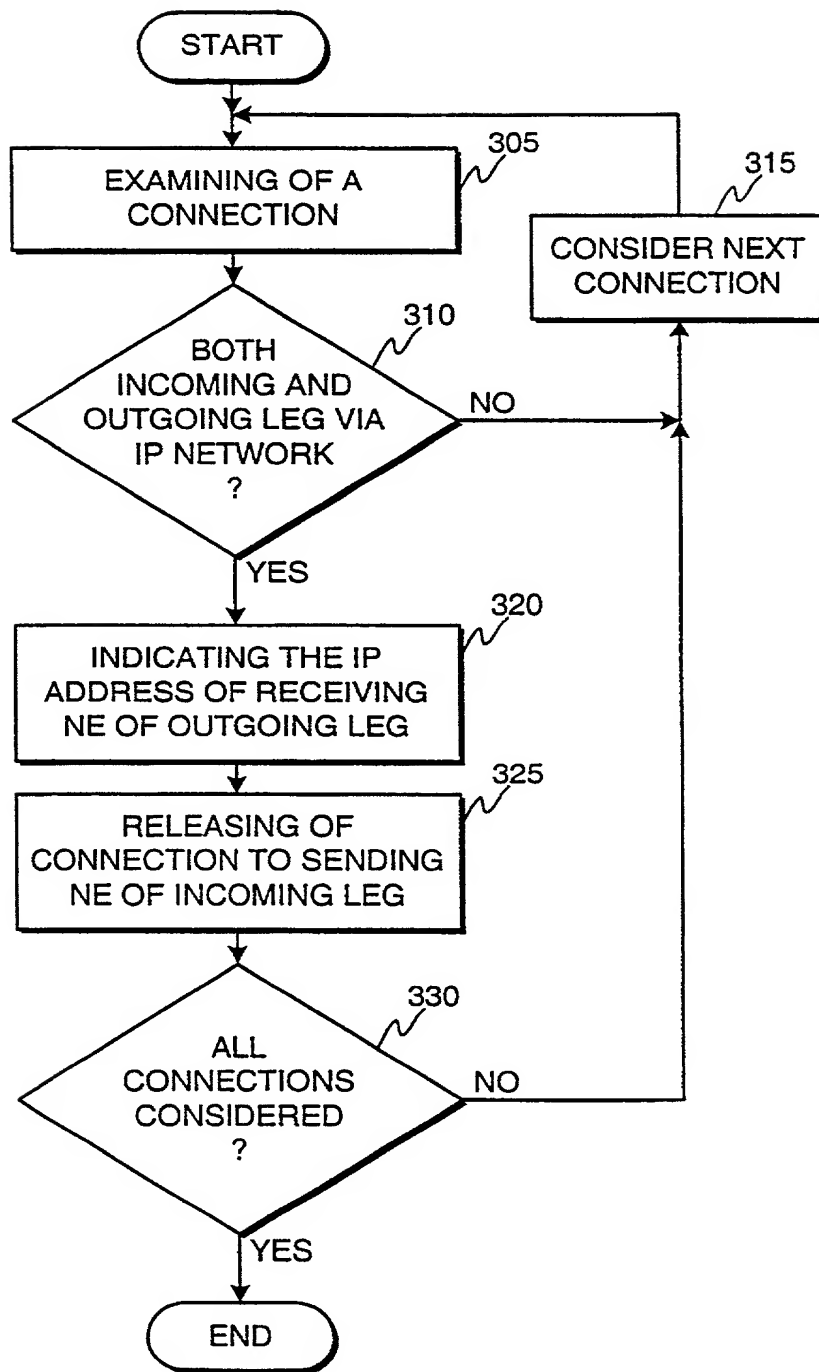 START
305
EXAMINING OF A
CONNECTION
315
CONSIDER NEXT
CONNECTION
310
BOTH
INCOMING AND
OUTGOING LEG VIA
IP NETWORK
?
NO
YES
320
INDICATING THE IP
ADDRESS OF RECEIVING
NE OF OUTGOING LEG
325
RELEASING OF
CONNECTION TO SENDING
NE OF INCOMING LEG
330
ALL
CONNECTIONS
CONSIDERED
?
NO
YES
END